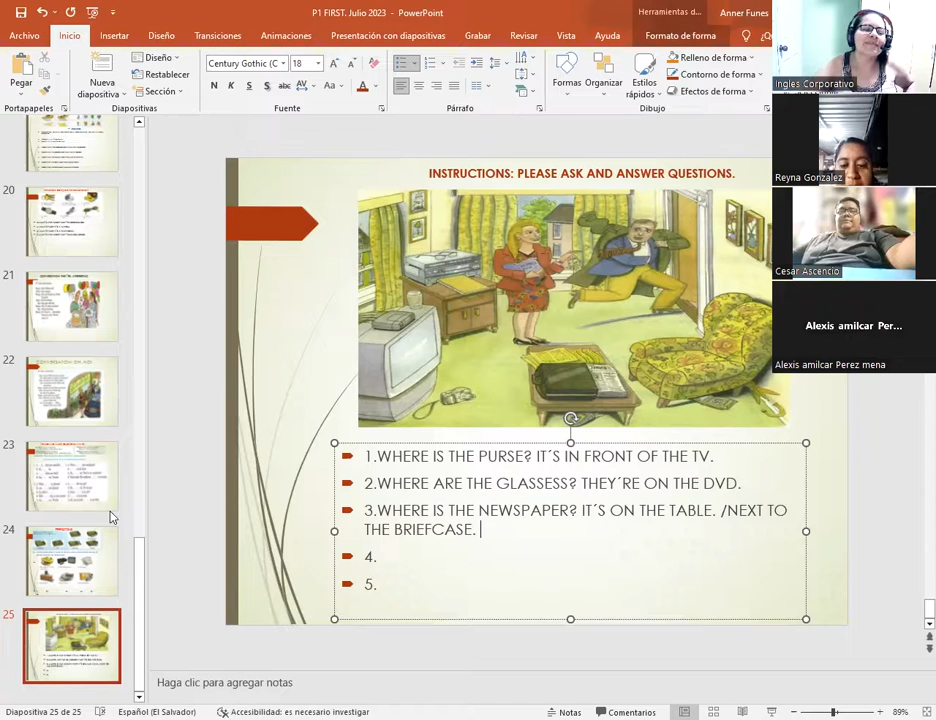 P1 FIRST. Julio 2023 - PowerPoint
Herramientas d...
Anner Funes
Archivo
Inicio
Insertar
Diseño
Transiciones
Animaciones
Presentación con diapositivas
Grabar
Revisar
Vista
Ayuda
Formato de forma
Pegar
Nueva
diapositiva
Diseño
Restablecer
Sección
Century Gothic (C
18
N K S abc AV
Aa
A
Formas
Organizar
Estilos
rápidos
Relleno de forma
Contorno de forma
Efectos de forma
Portapapeles
Diapositivas
Fuente
Párrafo
Dibujo
Ingles Corporativo
Reyna Gonzalez
Cesar Ascencio
Alexis amilcar Per...
Alexis amilcar Perez mena
20
21
22
23
24
25
INSTRUCTIONS: PLEASE ASK AND ANSWER QUESTIONS.
1.WHERE IS THE PURSE? IT´S IN FRONT OF THE TV.
2.WHERE ARE THE GLASSESS? THEY´RE ON THE DVD.
3.WHERE IS THE NEWSPAPER? IT´S ON THE TABLE. /NEXT TO
THE BRIEFCASE.
4.
5.
Haga clic para agregar notas
Diapositiva 25 de 25
Español (El Salvador)
Accesibilidad: es necesario investigar
Notas
Comentarios
89%